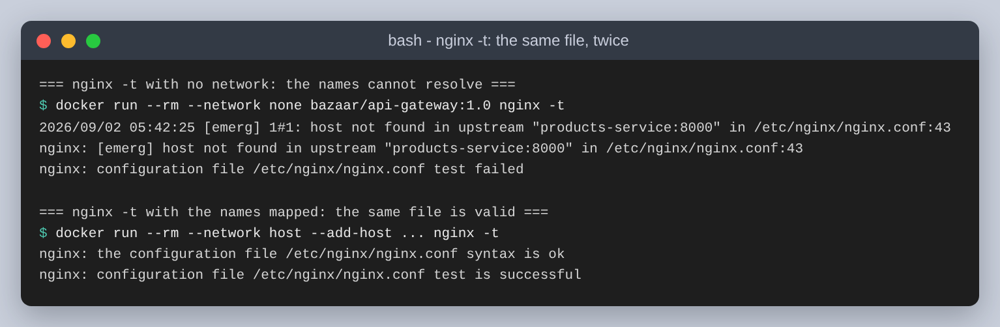 bash - nginx -t: the same file, twice
=== nginx -t with no network: the names cannot resolve ===
$ docker run --rm --network none bazaar/api-gateway:1.0 nginx -t
2026/09/02 05:42:25 [emerg] 1#1: host not found in upstream "products-service:8000" in /etc/nginx/nginx.conf:43
nginx: [emerg] host not found in upstream "products-service:8000" in /etc/nginx/nginx.conf:43
nginx: configuration file /etc/nginx/nginx.conf test failed
=== nginx -t with the names mapped: the same file is valid ===
$ docker run --rm --network host --add-host ... nginx -t
nginx: the configuration file /etc/nginx/nginx.conf syntax is ok
nginx: configuration file /etc/nginx/nginx.conf test is successful